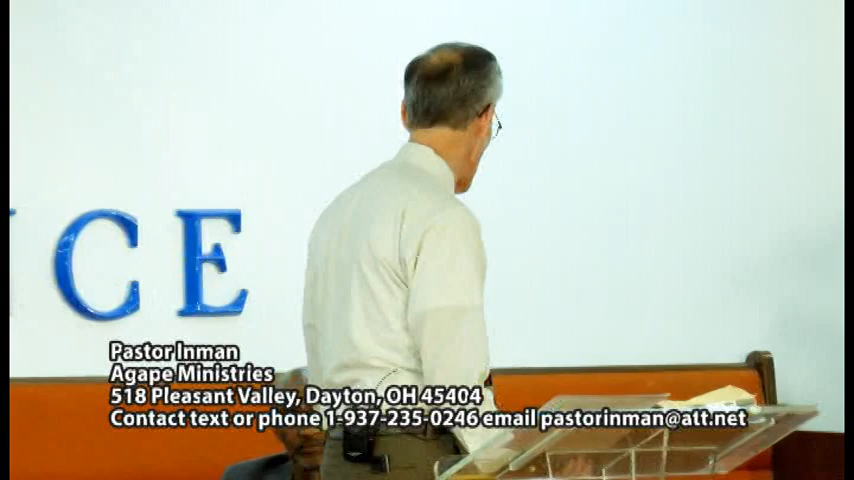 CE
Pastor Inman
Agape Ministries
518 Pleasant Valley, Dayton, OH 45404
Contact text or phone 1-937-235-0246 email pastorinman@att.net